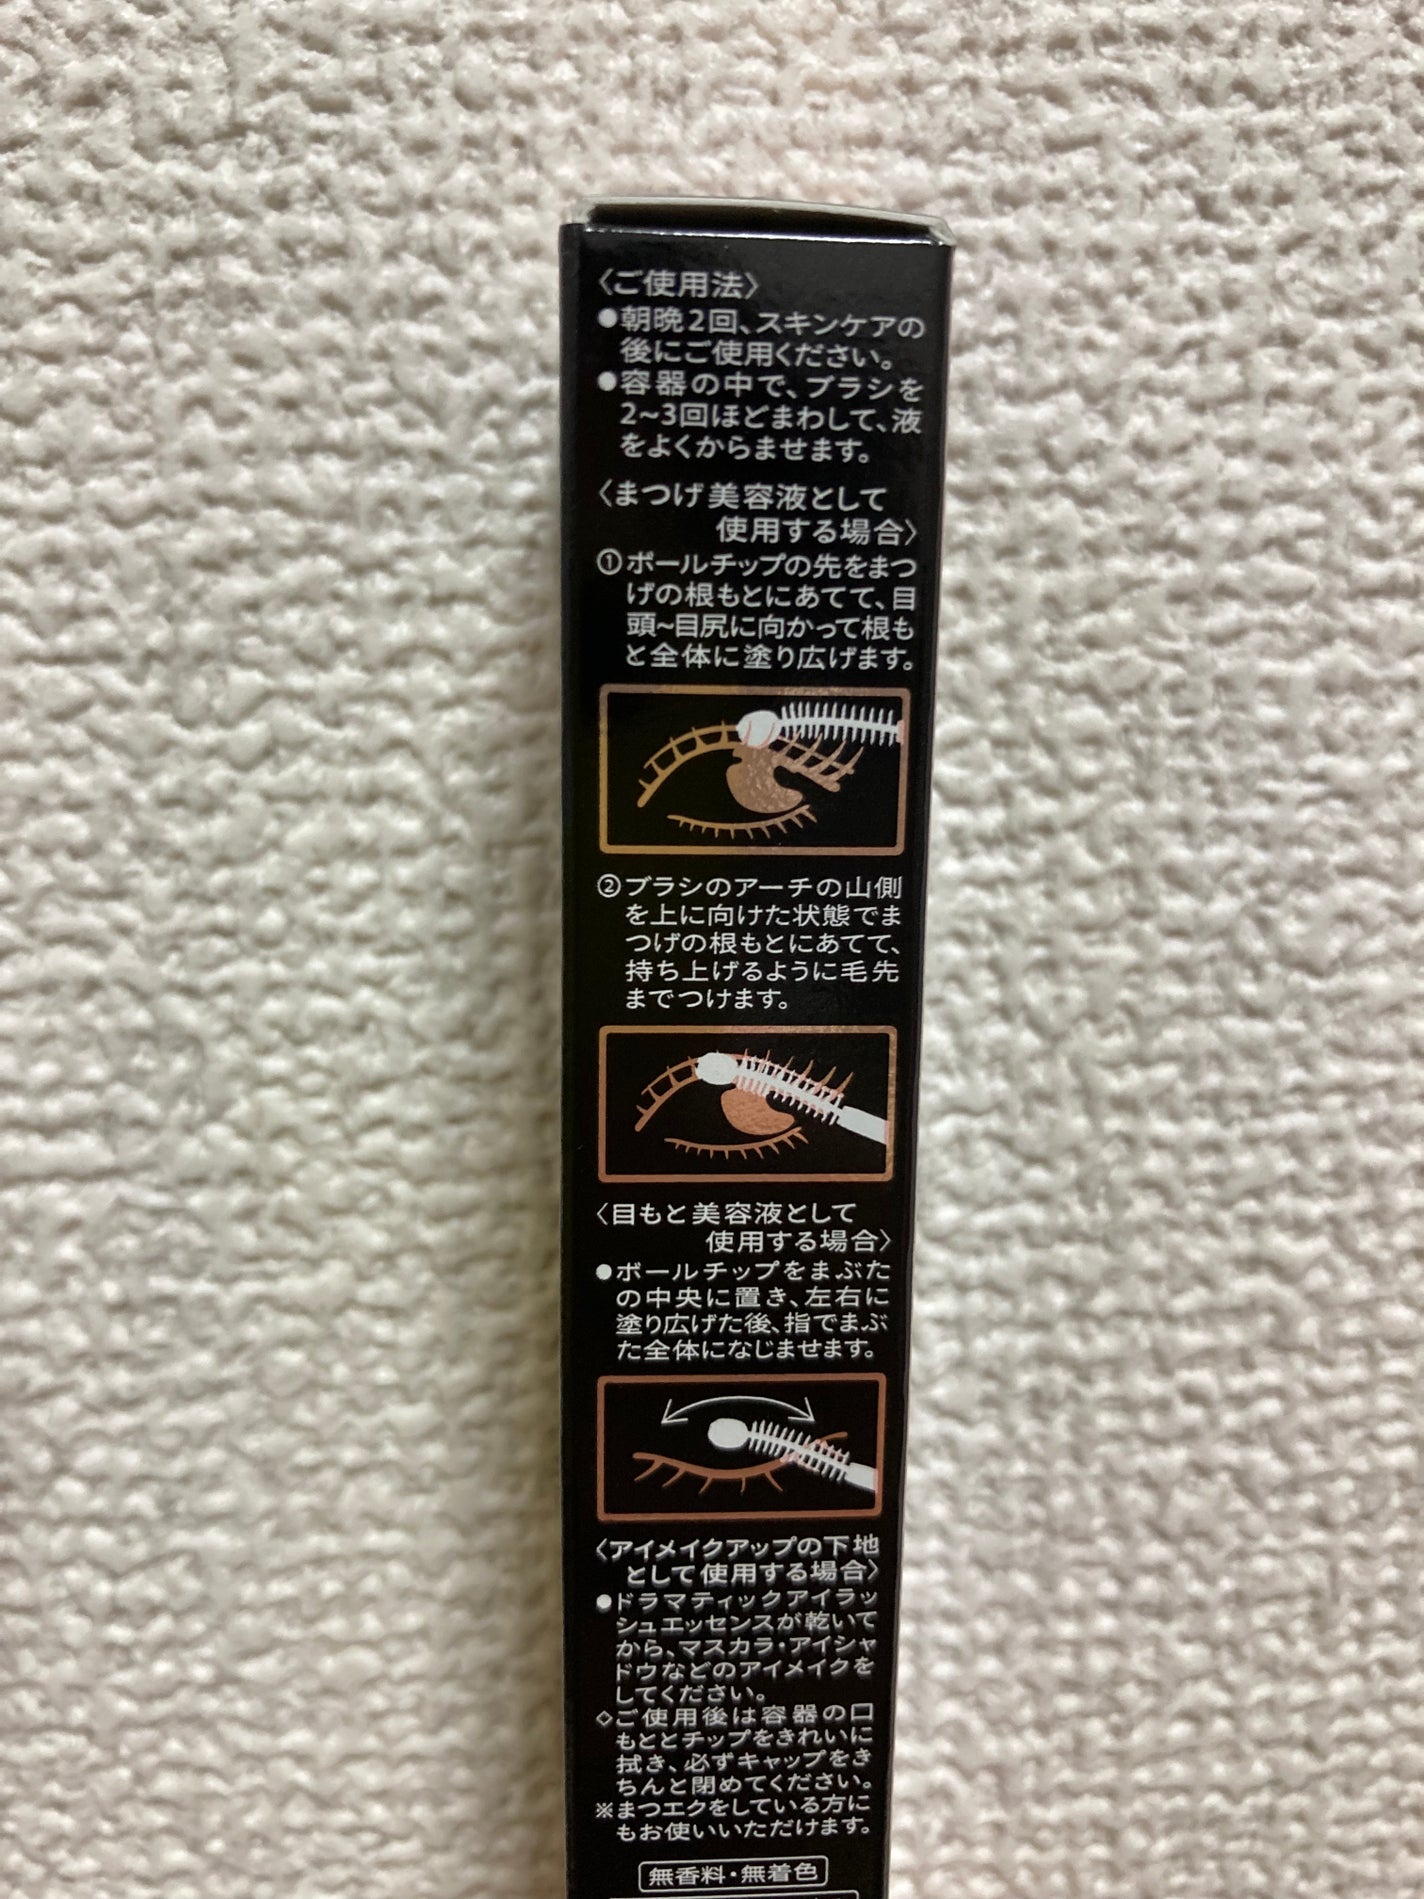 〈ご使用法〉
●朝晩2回、スキンケアの
後にご使用ください。
●容器の中で、ブラシを
2~3回ほどまわして、液
をよくからませます。
〈まつげ美容液として
使用する場合〉
①ボールチップの先をまつ
げの根もとにあてて、目
頭~目尻に向かって根も
と全体に塗り広げます。
②ブラシのアーチの山側
を上に向けた状態でま
つげの根もとにあてて、
持ち上げるように毛先
までつけます。
〈目もと美容液として
使用する場合〉
●ボールチップをまぶた
の中央に置き、左右に
塗り広げた後、指でまぶ
た全体になじませます。
〈アイメイクアップの下地
として使用する場合〉
●ドラマティックアイラッ
シュエッセンスが乾いて
から、マスカラ・アイシャ
ドウなどのアイメイクを
してください。
◇ご使用後は容器の口
もととチップをきれいに
拭き、必ずキャップをき
ちんと閉めてください。
※まつエクをしている方に
もお使いいただけます。
無香料・無着色